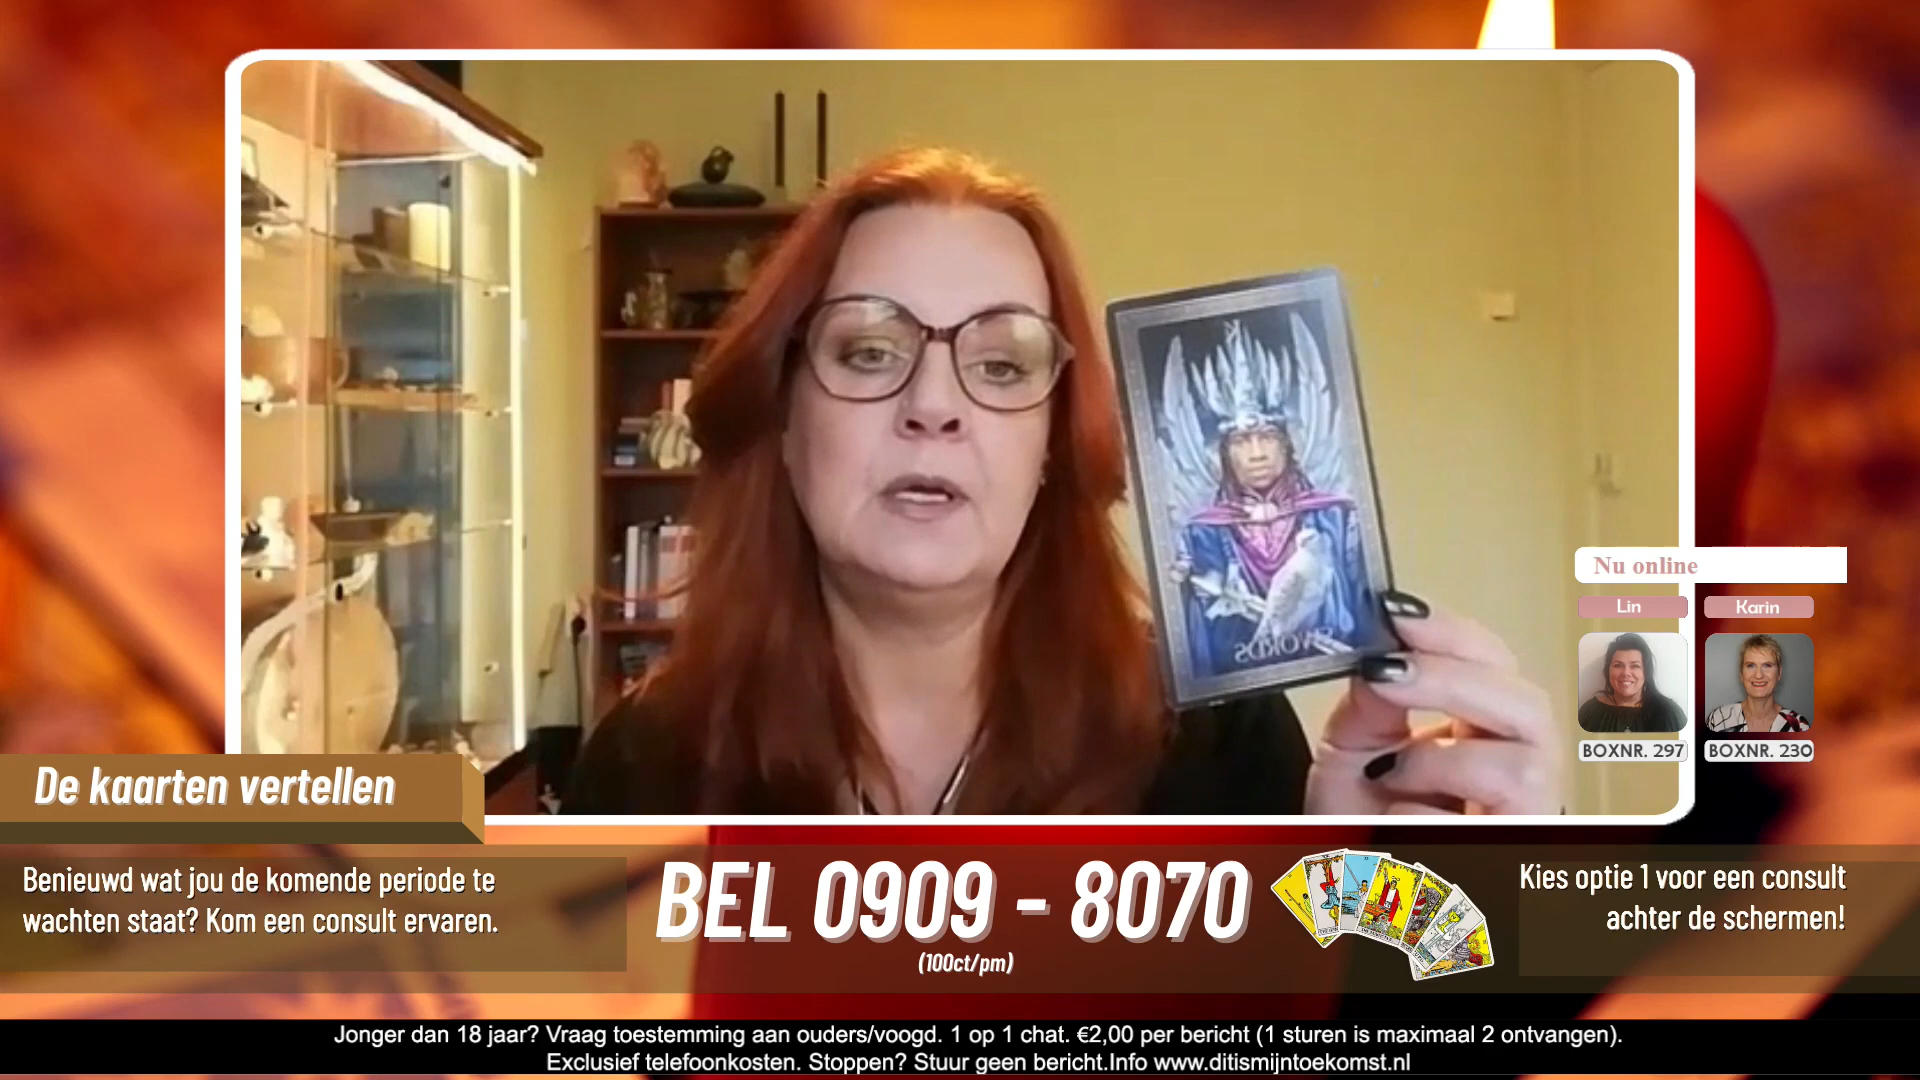 K
SWORDS
Nu online
Lin
Karin
BOXNR. 297
BOXNR. 230
De kaarten vertellen
Benieuwd wat jou de komende periode te
wachten staat? Kom een consult ervaren.
BEL 0909 - 8070
(100ct/pm)
Kies optie 1 voor een consult
achter de schermen!
Jonger dan 18 jaar? Vraag toestemming aan ouders/voogd. 1 op 1 chat. €2,00 per bericht (1 sturen is maximaal 2 ontvangen).
Exclusief telefoonkosten. Stoppen? Stuur geen bericht.Info www.ditismijntoekomst.nl